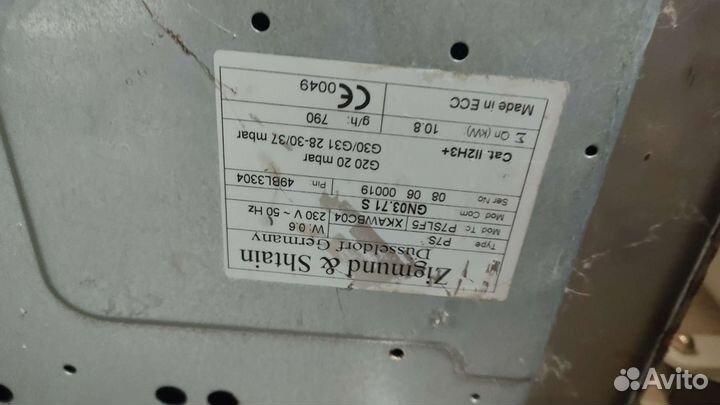 Zigmund & Shtain
Dusseldorf Germany
Type P7S W 0.6
Mod Tc P7SLF5 XKAWBC04 230 V ~ 50 Hz
Mod Com GN03.71 S
Ser No 08 06 00019 Pin 49BL3304
G20 20 mbar
Cat. II2H3+ G30/G31 28-30/37 mbar
Σ Qn (kW) 10.8 g/h: 790
Made in ECC CE 0049
Avito